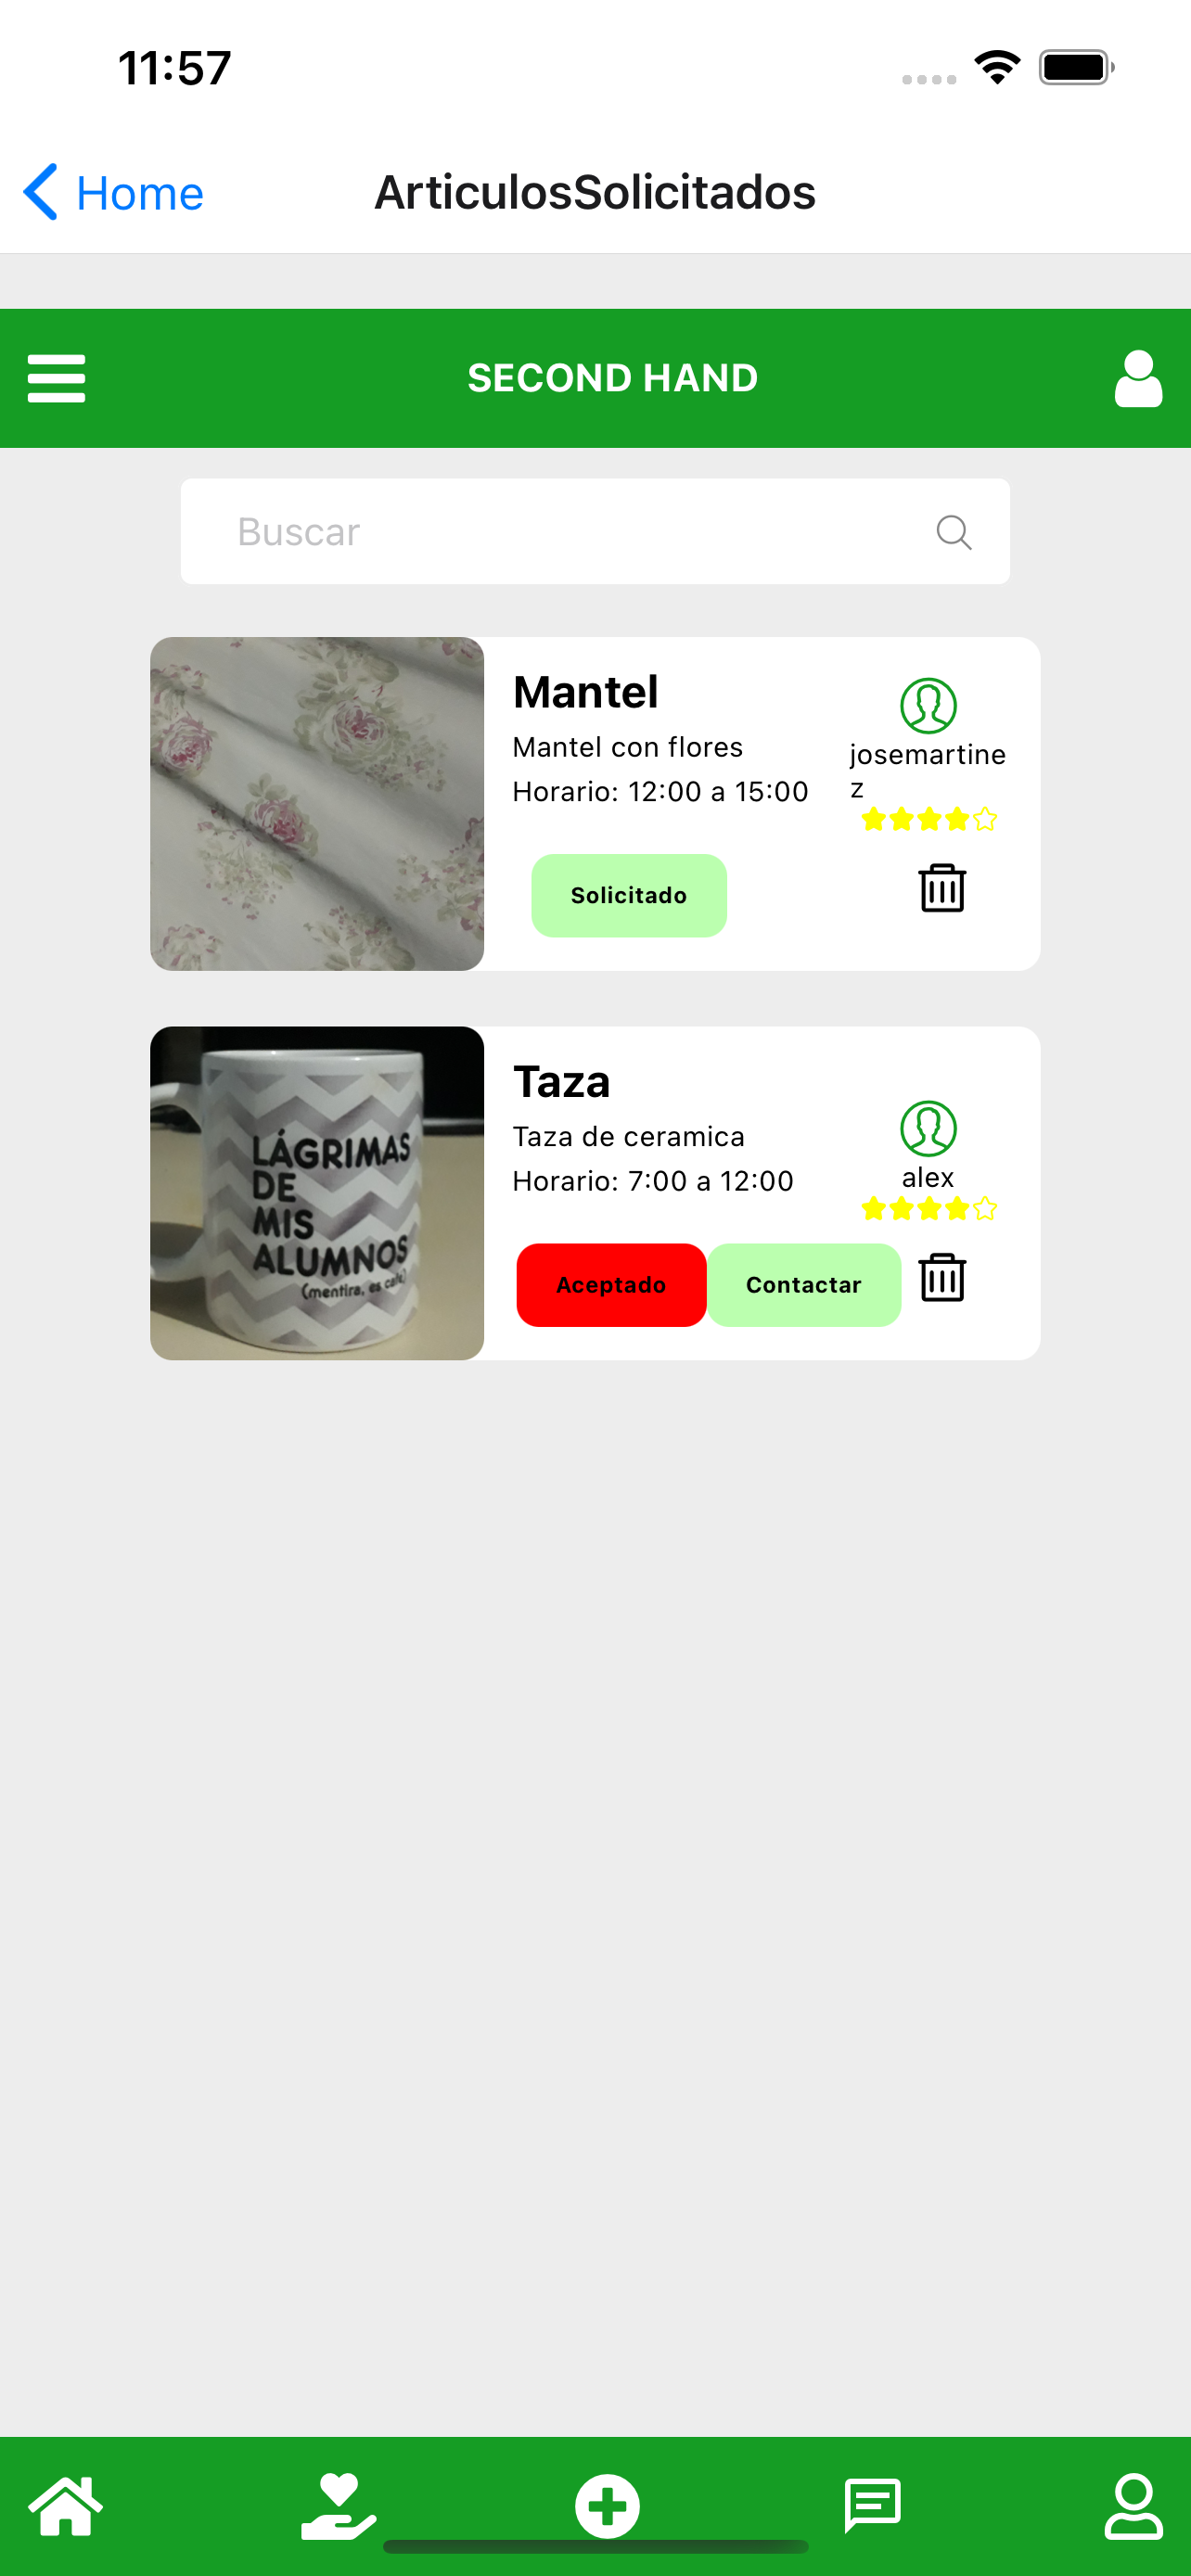 11:57
Home
ArticulosSolicitados
SECOND HAND
Buscar
Mantel
Mantel con flores
Horario: 12:00 a 15:00
josemartine
z
Solicitado
LÁGRIMAS
DE
MIS
ALUMNOS
(mentira, es café)
Taza
Taza de ceramica
Horario: 7:00 a 12:00
alex
Aceptado
Contactar